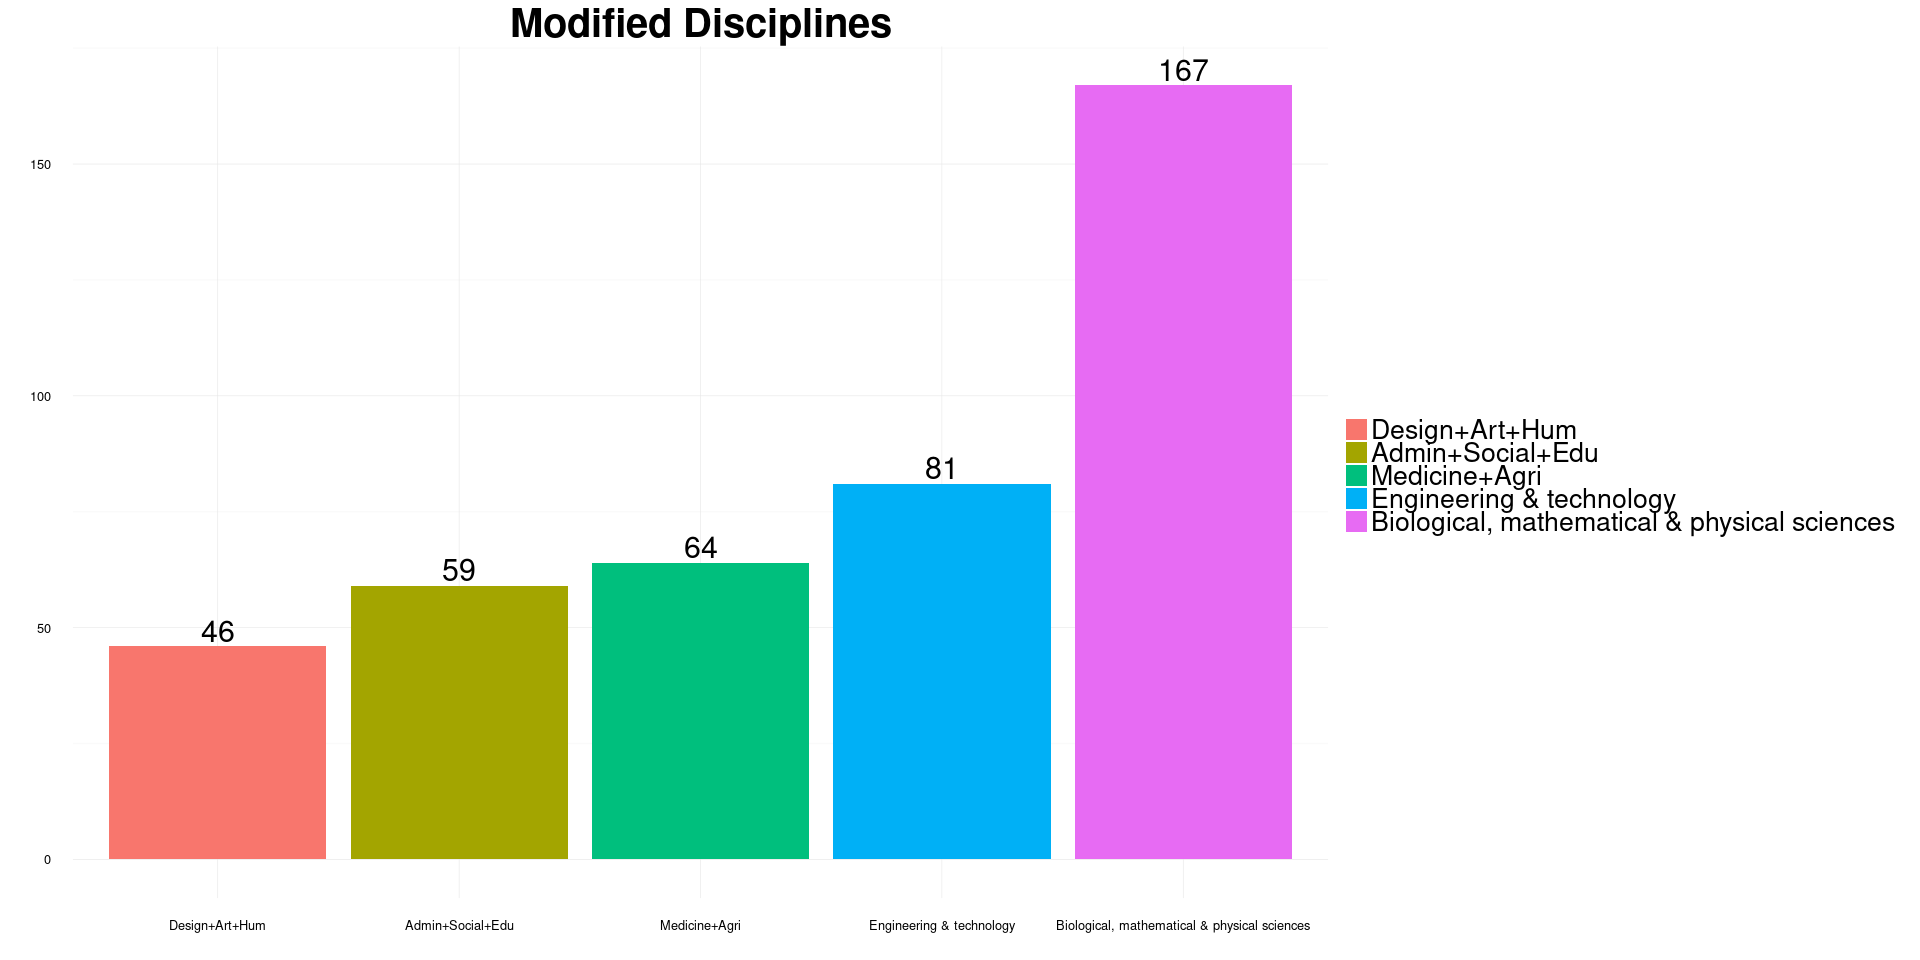 Modified Disciplines
167
150
100
81
64
59
50
46
0
Design+Art+Hum
Admin+Social+Edu
Medicine+Agri
Engineering & technology
Biological, mathematical & physical sciences
Design+Art+Hum
Admin+Social+Edu
Medicine+Agri
Engineering & technology
Biological, mathematical & physical sciences